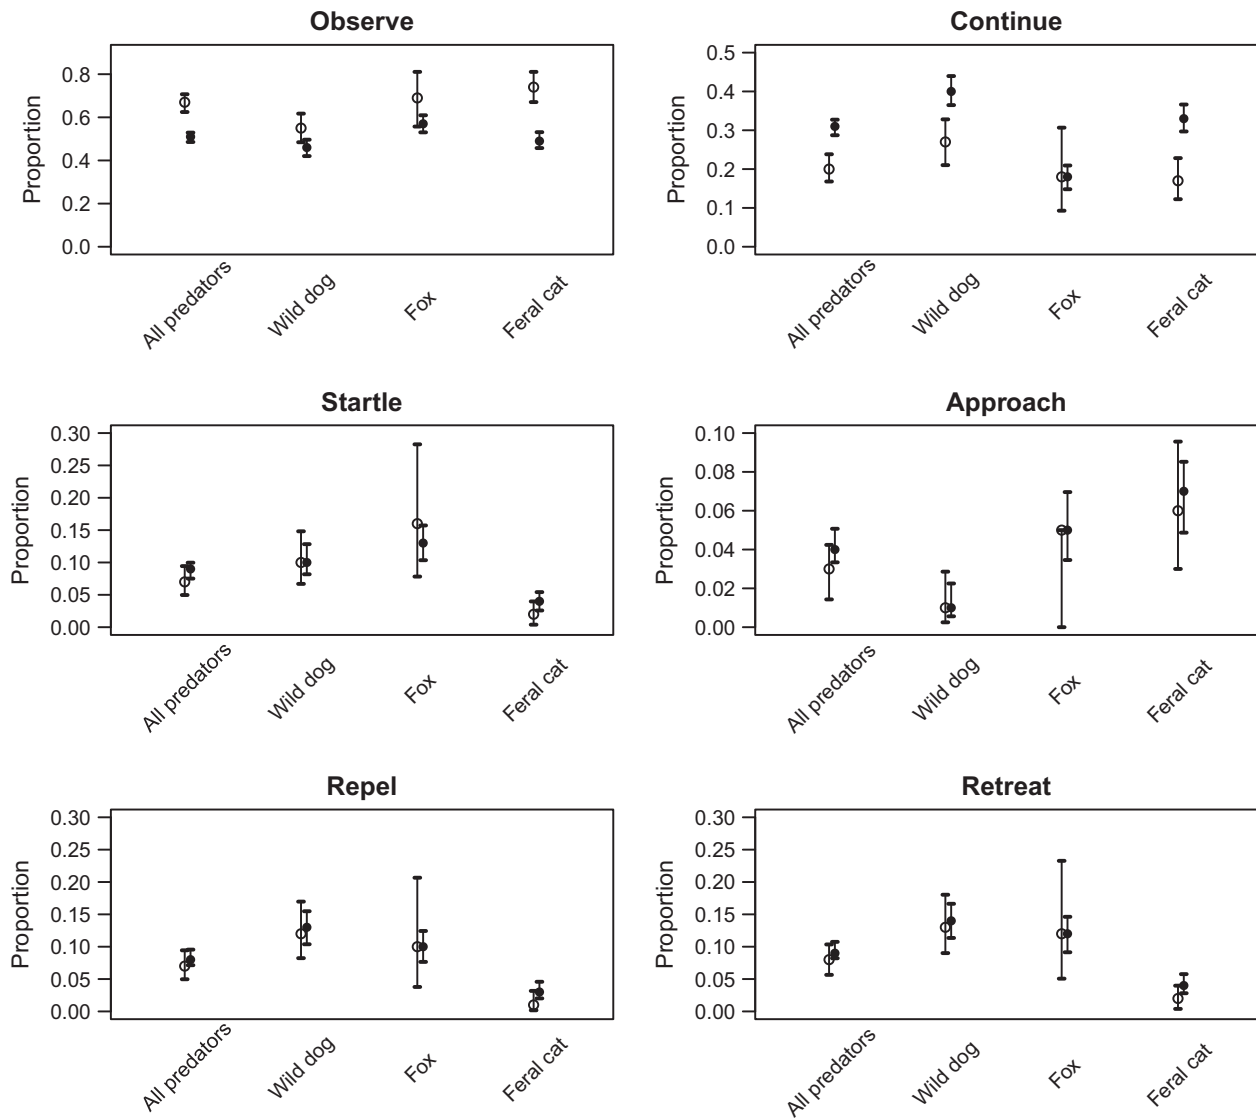 Observe
Proportion
0.8
0.6
0.4
0.2
0.0
All predators
Wild dog
Fox
Feral cat
Continue
Proportion
0.5
0.4
0.3
0.2
0.1
0.0
All predators
Wild dog
Fox
Feral cat
Startle
Proportion
0.30
0.25
0.20
0.15
0.10
0.05
0.00
All predators
Wild dog
Fox
Feral cat
Approach
Proportion
0.10
0.08
0.06
0.04
0.02
0.00
All predators
Wild dog
Fox
Feral cat
Repel
Proportion
0.30
0.25
0.20
0.15
0.10
0.05
0.00
All predators
Wild dog
Fox
Feral cat
Retreat
Proportion
0.30
0.25
0.20
0.15
0.10
0.05
0.00
All predators
Wild dog
Fox
Feral cat